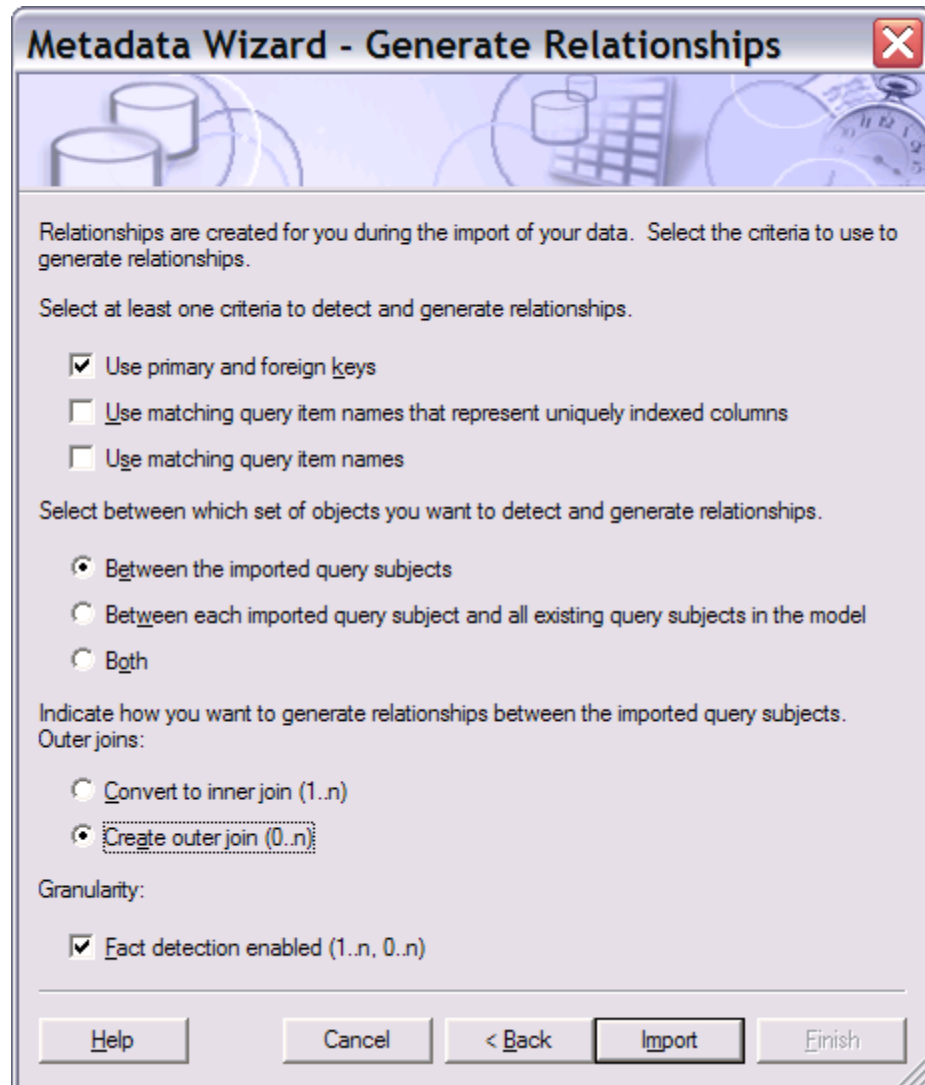 Metadata Wizard - Generate Relationships
Relationships are created for you during the import of your data. Select the criteria to use to
generate relationships.
Select at least one criteria to detect and generate relationships.
Use primary and foreign keys
Use matching query item names that represent uniquely indexed columns
Use matching query item names
Select between which set of objects you want to detect and generate relationships.
Between the imported query subjects
Between each imported query subject and all existing query subjects in the model
Both
Indicate how you want to generate relationships between the imported query subjects.
Outer joins:
Convert to inner join (1..n)
Create outer join (0..n)
Granularity:
Fact detection enabled (1..n, 0..n)
Help Cancel < Back Import Finish